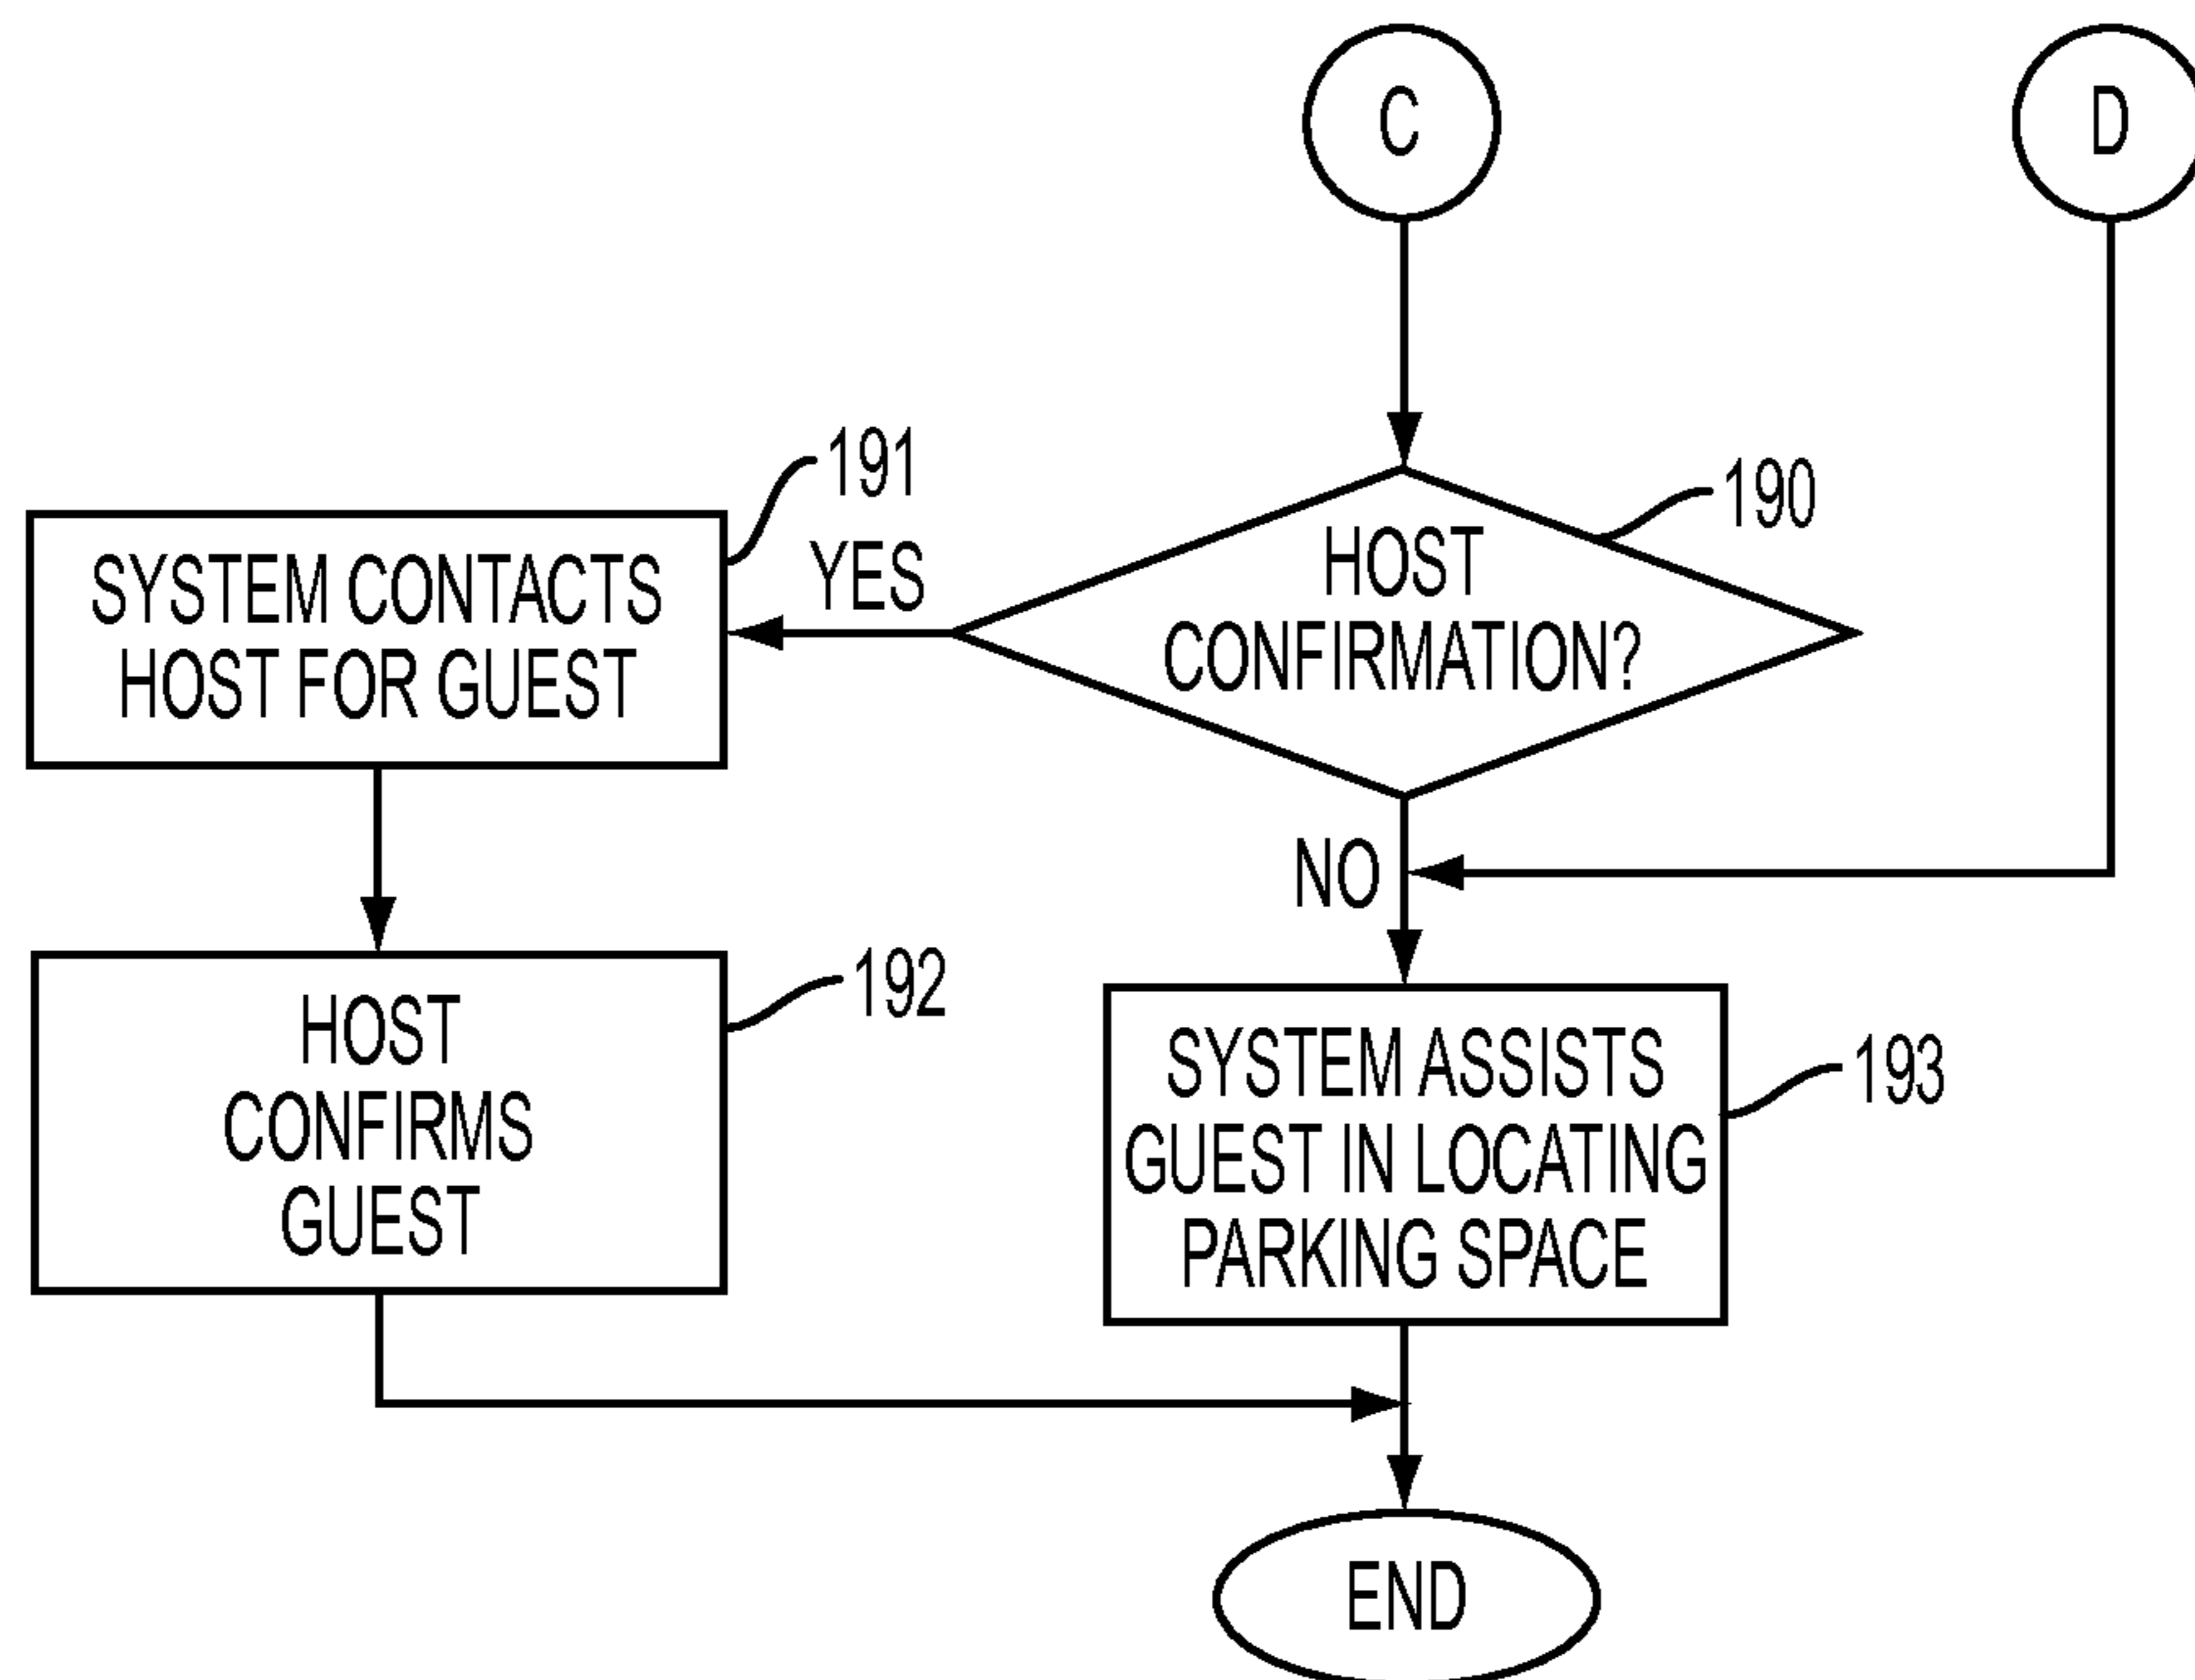 C
D
191
190
YES
HOST
CONFIRMATION?
SYSTEM CONTACTS
HOST FOR GUEST
NO
192
HOST
CONFIRMS
GUEST
193
SYSTEM ASSISTS
GUEST IN LOCATING
PARKING SPACE
END